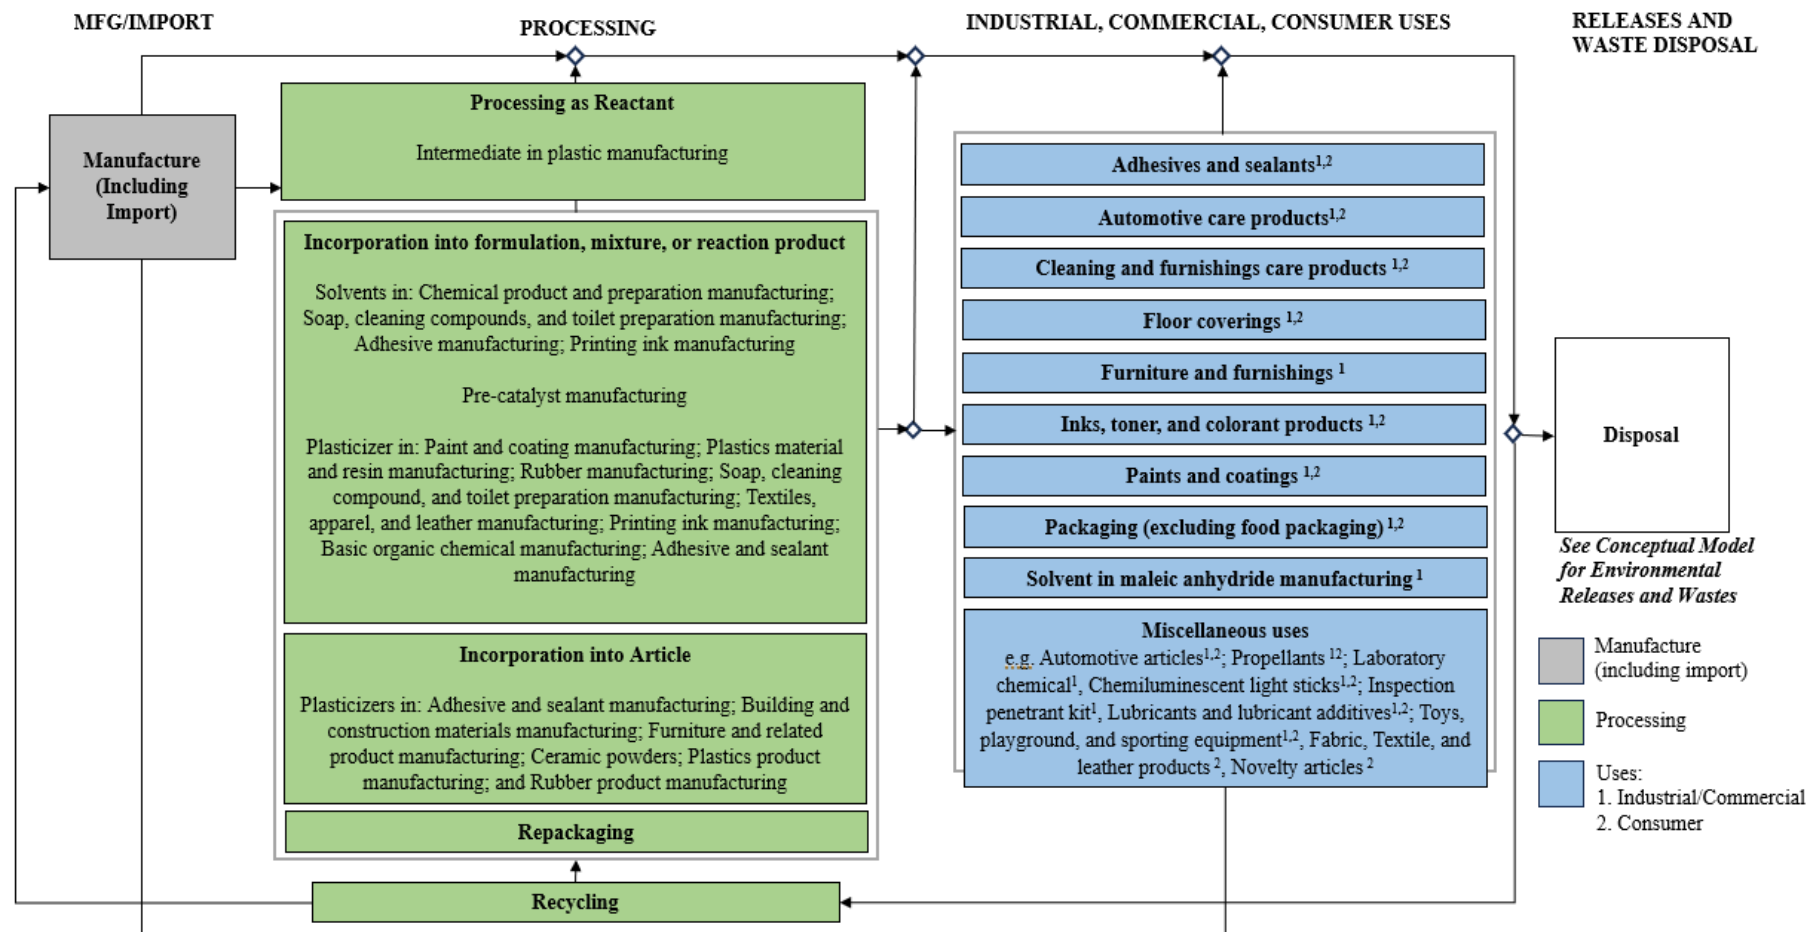 MFG/IMPORT
PROCESSING
INDUSTRIAL, COMMERCIAL, CONSUMER USES
RELEASES AND
WASTE DISPOSAL
Manufacture
(Including
Import)
Processing as Reactant
Intermediate in plastic manufacturing
Incorporation into formulation, mixture, or reaction product
Solvents in: Chemical product and preparation manufacturing;
Soap, cleaning compounds, and toilet preparation manufacturing;
Adhesive manufacturing; Printing ink manufacturing
Pre-catalyst manufacturing
Plasticizer in: Paint and coating manufacturing; Plastics material
and resin manufacturing; Rubber manufacturing; Soap, cleaning
compound, and toilet preparation manufacturing; Textiles,
apparel, and leather manufacturing; Printing ink manufacturing;
Basic organic chemical manufacturing; Adhesive and sealant
manufacturing
Incorporation into Article
Plasticizers in: Adhesive and sealant manufacturing; Building and
construction materials manufacturing; Furniture and related
product manufacturing; Ceramic powders; Plastics product
manufacturing; and Rubber product manufacturing
Repackaging
Recycling
Adhesives and sealants1,2
Automotive care products1,2
Cleaning and furnishings care products 1,2
Floor coverings 1,2
Furniture and furnishings 1
Inks, toner, and colorant products 1,2
Paints and coatings 1,2
Packaging (excluding food packaging) 1,2
Solvent in maleic anhydride manufacturing 1
Miscellaneous uses
e.g. Automotive articles1,2; Propellants 12; Laboratory
chemical1, Chemiluminescent light sticks1,2; Inspection
penetrant kit1, Lubricants and lubricant additives1,2; Toys,
playground, and sporting equipment1,2, Fabric, Textile, and
leather products 2, Novelty articles 2
Disposal
See Conceptual Model
for Environmental
Releases and Wastes
Manufacture
(including import)
Processing
Uses:
1. Industrial/Commercial
2. Consumer